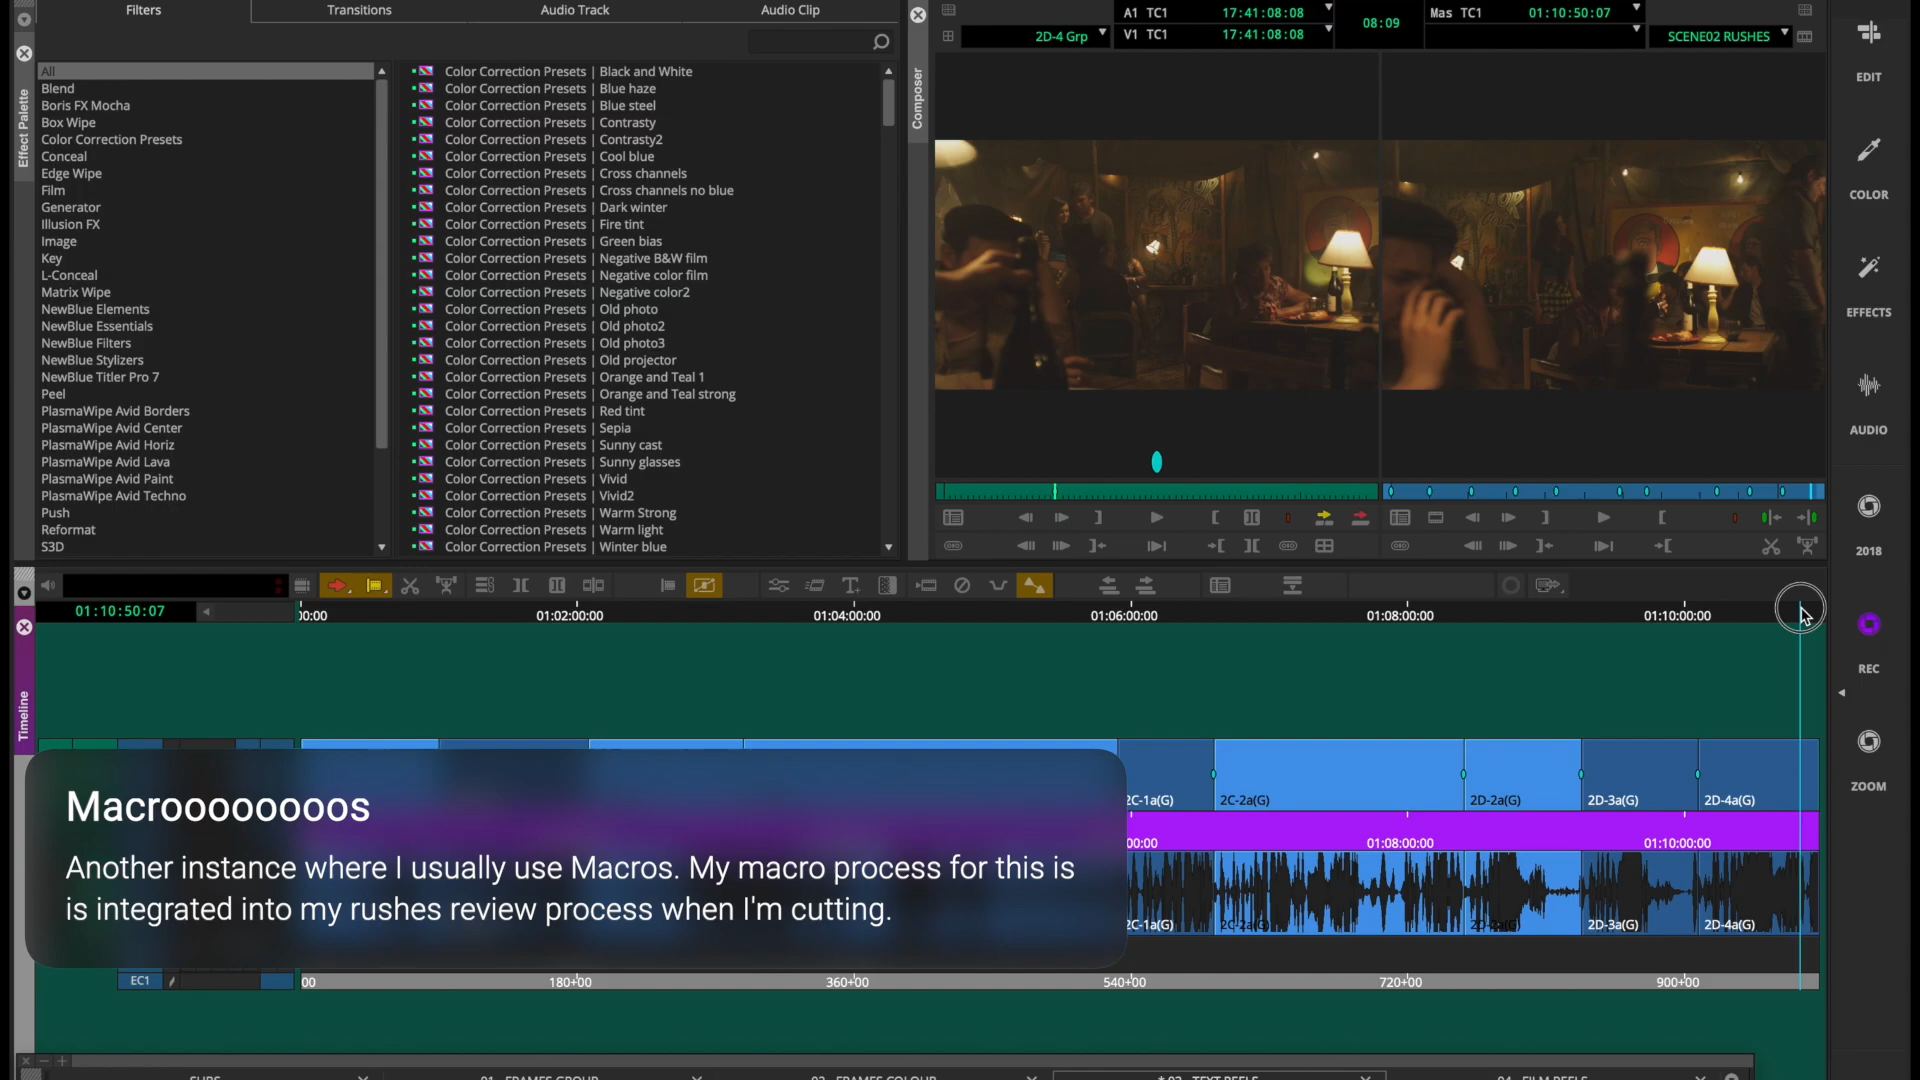 Filters
Transitions
Audio Track
Audio Clip
Effect Palette
All
Blend
Boris FX Mocha
Box Wipe
Color Correction Presets
Conceal
Edge Wipe
Film
Generator
Illusion FX
Image
Key
L-Conceal
Matrix Wipe
NewBlue Elements
NewBlue Essentials
NewBlue Filters
NewBlue Stylizers
NewBlue Titler Pro 7
Peel
PlasmaWipe Avid Borders
PlasmaWipe Avid Center
PlasmaWipe Avid Horiz
PlasmaWipe Avid Lava
PlasmaWipe Avid Paint
PlasmaWipe Avid Techno
Push
Reformat
S3D
Color Correction Presets | Black and White
Color Correction Presets | Blue haze
Color Correction Presets | Blue steel
Color Correction Presets | Contrasty
Color Correction Presets | Contrasty2
Color Correction Presets | Cool blue
Color Correction Presets | Cross channels
Color Correction Presets | Cross channels no blue
Color Correction Presets | Dark winter
Color Correction Presets | Fire tint
Color Correction Presets | Green bias
Color Correction Presets | Negative B&W film
Color Correction Presets | Negative color film
Color Correction Presets | Negative color2
Color Correction Presets | Old photo
Color Correction Presets | Old photo2
Color Correction Presets | Old photo3
Color Correction Presets | Old projector
Color Correction Presets | Orange and Teal 1
Color Correction Presets | Orange and Teal strong
Color Correction Presets | Red tint
Color Correction Presets | Sepia
Color Correction Presets | Sunny cast
Color Correction Presets | Sunny glasses
Color Correction Presets | Vivid
Color Correction Presets | Vivid2
Color Correction Presets | Warm Strong
Color Correction Presets | Warm light
Color Correction Presets | Winter blue
Composer
A1 TC1 17:41:08:08
2D-4 Grp V1 TC1 17:41:08:08
08:09
Mas TC1 01:10:50:07
SCENE02 RUSHES
EDIT
COLOR
EFFECTS
AUDIO
2018
REC
ZOOM
01:10:50:07
00:00 01:02:00:00 01:04:00:00 01:06:00:00 01:08:00:00 01:10:00:00
Timeline
2C-1a(G) 2C-2a(G) 2D-2a(G) 2D-3a(G) 2D-4a(G)
00:00 01:08:00:00 01:10:00:00
2C-1a(G) 2C-2a(G) 2D-2a(G) 2D-3a(G) 2D-4a(G)
Macroooooooos
Another instance where I usually use Macros. My macro process for this is
is integrated into my rushes review process when I'm cutting.
EC1 00 180+00 360+00 540+00 720+00 900+00